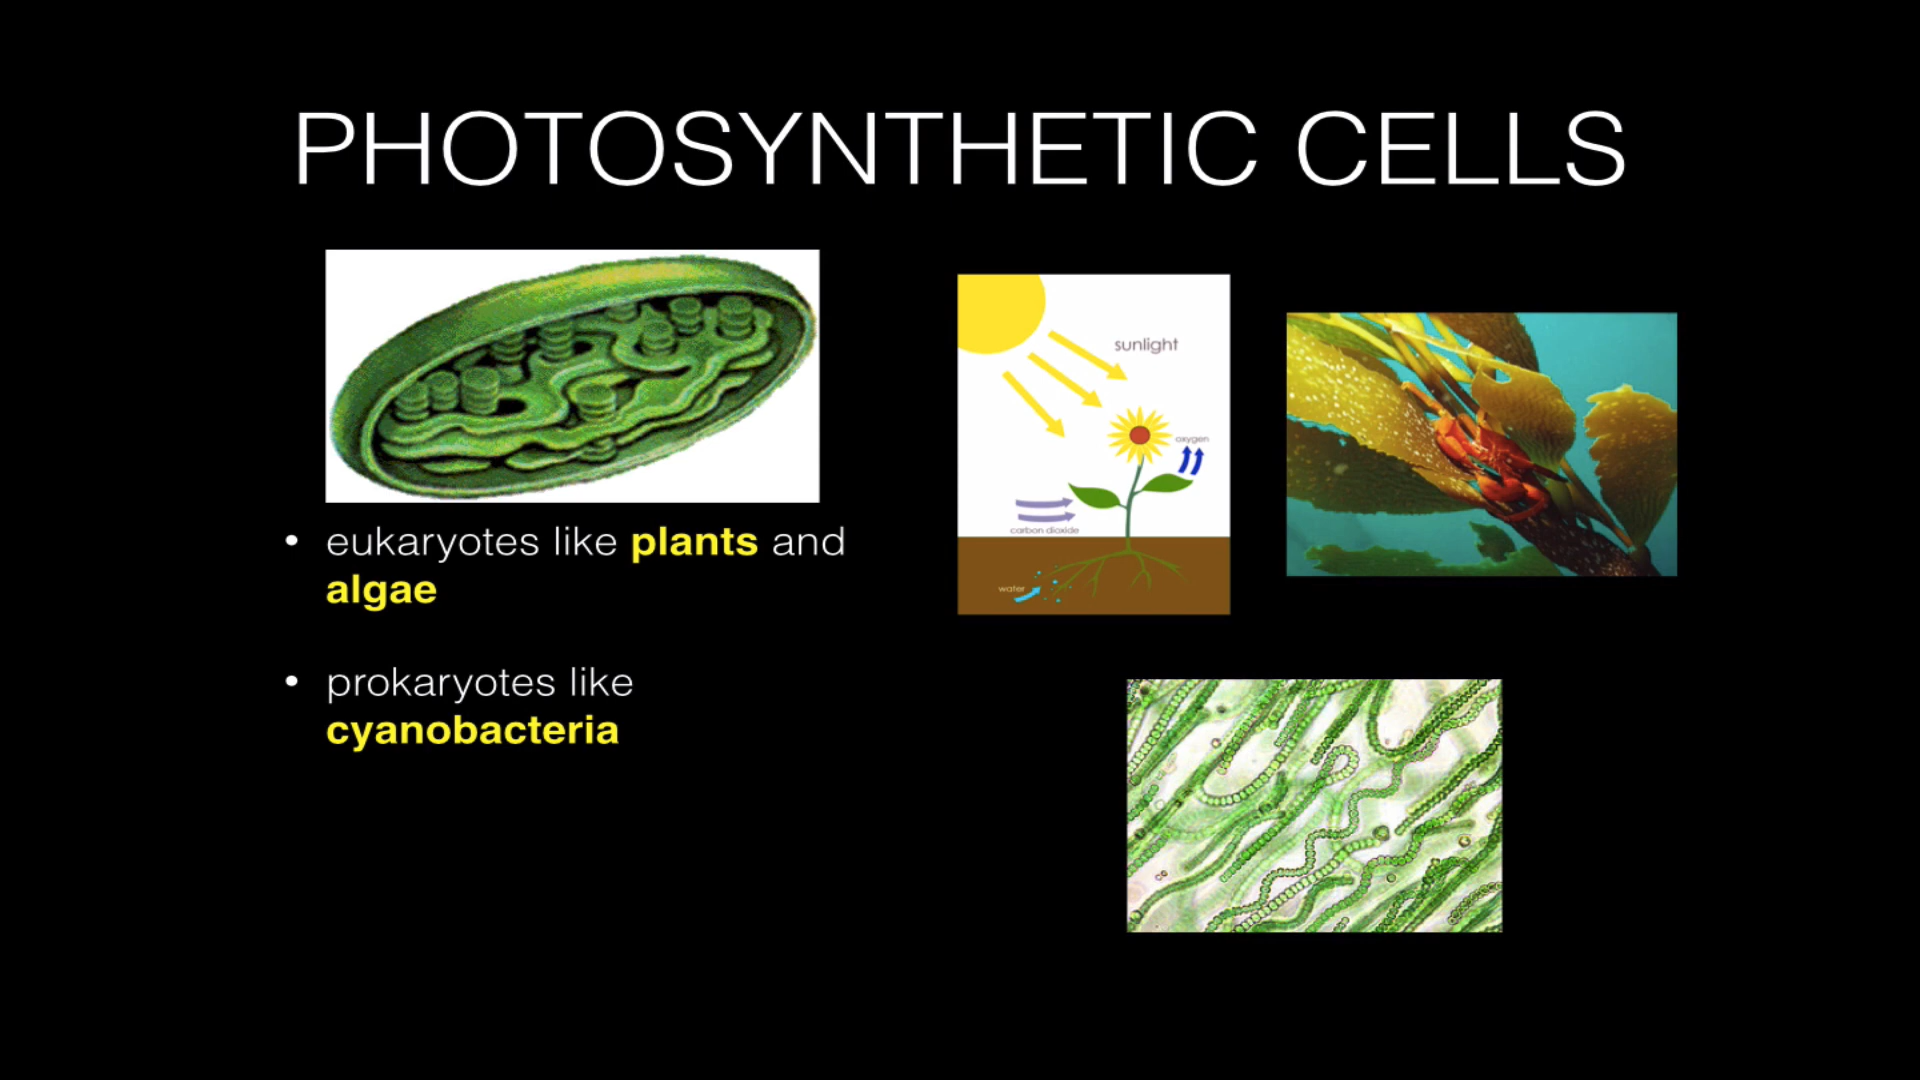 PHOTOSYNTHETIC CELLS
• eukaryotes like plants and
algae
• prokaryotes like
cyanobacteria
sunlight
oxygen
carbon dioxide
water